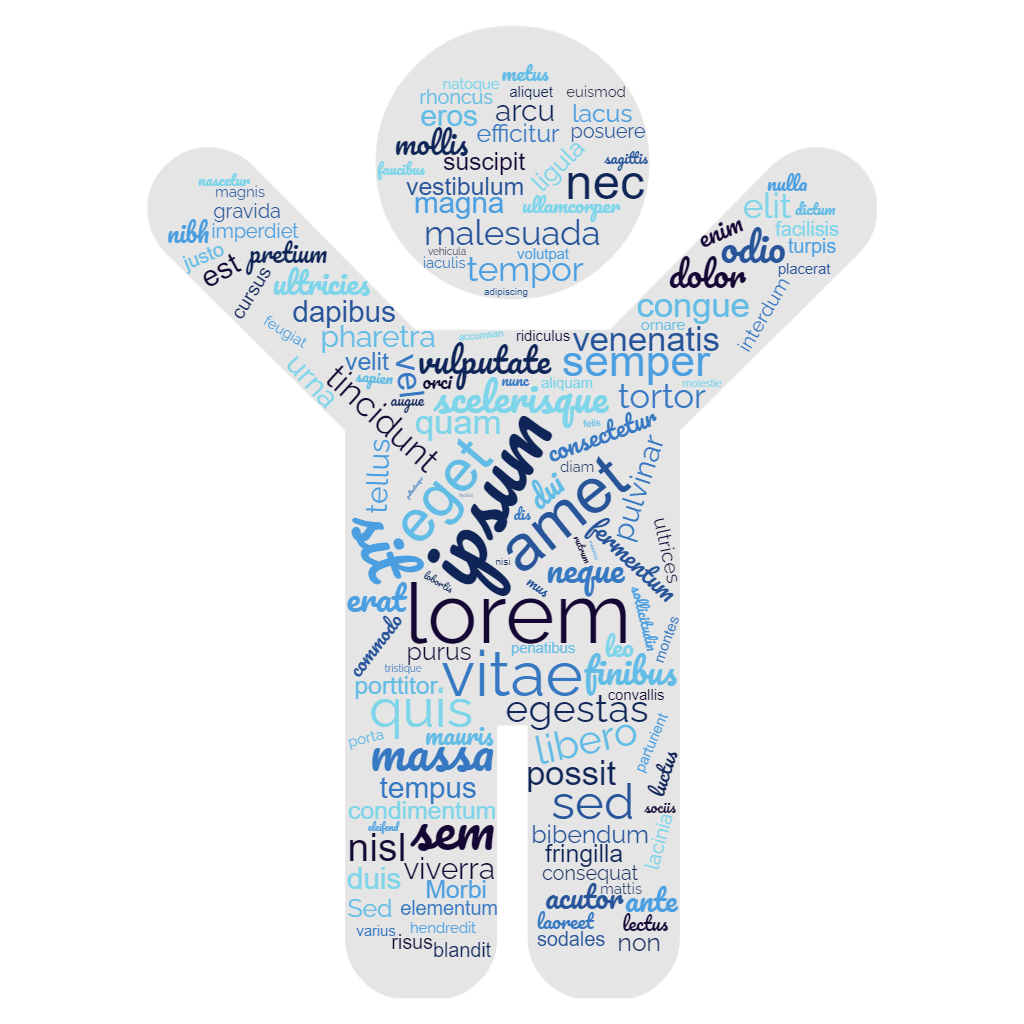 metus
natoque
aliquet
euismod
rhoncus
arcu
eros
lacus
efficitur
posuere
mollis
suscipit
ligula
sagittis
faucibus
vestibulum
nec
magna
ullamcorper
malesuada
vehicula
volutpat
iaculis
tempor
adipiscing
nascetur
magnis
gravida
nibh
imperdiet
justo
est
pretium
cursus
ultricies
dapibus
feugiat
pharetra
nulla
elit
dictum
enim
facilisis
odio
turpis
dolor
placerat
congue
interdum
ornare
accumsan
ridiculus
venenatis
velit
vel
vulputate
semper
urna
tincidunt
sapien
orci
nunc
aliquam
molestie
augue
scelerisque
tortor
quam
felis
consectetur
tellus
eget
ipsum
diam
pulvinar
dui
amet
dis
sit
fermentum
ultrices
rutrum
nisi
neque
lobortis
mus
erat
lorem
sollicitudin
commodo
purus
penatibus
leo
montes
tristique
vitae
finibus
porttitor
convallis
quis
egestas
porta
mauris
libero
parturient
massa
possit
luctus
tempus
sed
sociis
condimentum
eleifend
sem
bibendum
lacinia
nisl
fringilla
viverra
consequat
duis
Morbi
mattis
acutor
ante
Sed
elementum
laoreet
lectus
varius
hendredit
sodales
non
risus
blandit